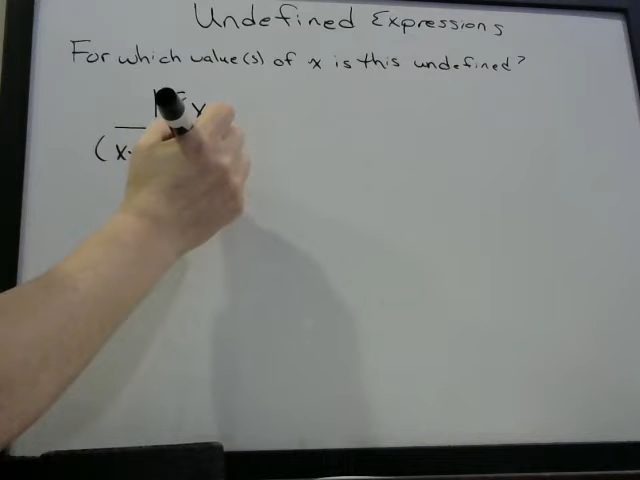 Undefined Expressions
For which value(s) of x is this undefined?
x
(x